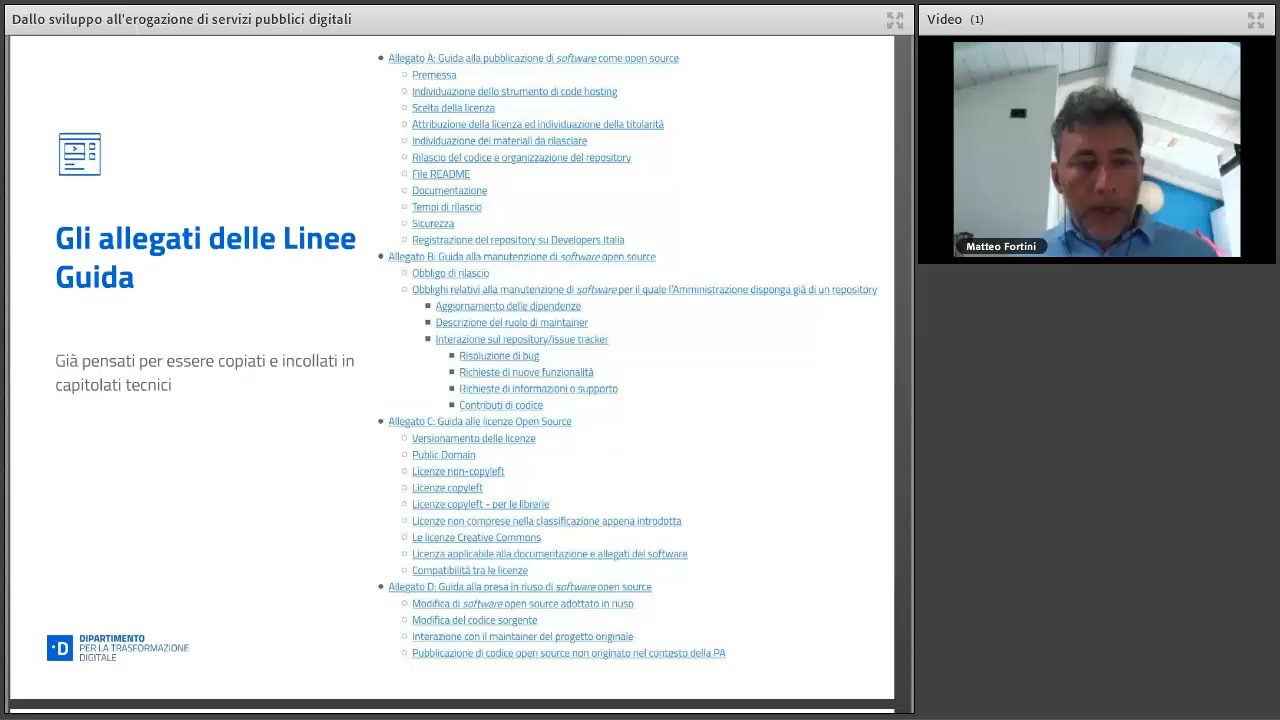 Dallo sviluppo all'erogazione di servizi pubblici digitali
Video (1)
Matteo Fortini
Gli allegati delle Linee
Guida
Già pensati per essere copiati e incollati in
capitolati tecnici
DIPARTIMENTO
PER LA TRASFORMAZIONE
DIGITALE
Allegato A: Guida alla pubblicazione di software come open source
Premessa
Individuazione dello strumento di code hosting
Scelta della licenza
Attribuzione della licenza ed individuazione della titolarità
Individuazione dei materiali da rilasciare
Rilascio del codice e organizzazione del repository
File README
Documentazione
Tempi di rilascio
Sicurezza
Registrazione del repository su Developers Italia
Allegato B: Guida alla manutenzione di software open source
Obbligo di rilascio
Obblighi relativi alla manutenzione di software per il quale l'Amministrazione disponga già di un repository
Aggiornamento delle dipendenze
Descrizione del ruolo di maintainer
Interazione sul repository/issue tracker
Risoluzione di bug
Richieste di nuove funzionalità
Richieste di informazioni o supporto
Contributi di codice
Allegato C: Guida alle licenze Open Source
Versionamento delle licenze
Public Domain
Licenze non-copyleft
Licenze copyleft
Licenze copyleft - per le librerie
Licenze non comprese nella classificazione appena introdotta
Le licenze Creative Commons
Licenza applicabile alla documentazione e allegati del software
Compatibilità tra le licenze
Allegato D: Guida alla presa in riuso di software open source
Modifica di software open source adottato in riuso
Modifica del codice sorgente
Interazione con il maintainer del progetto originale
Pubblicazione di codice open source non originato nel contesto della PA